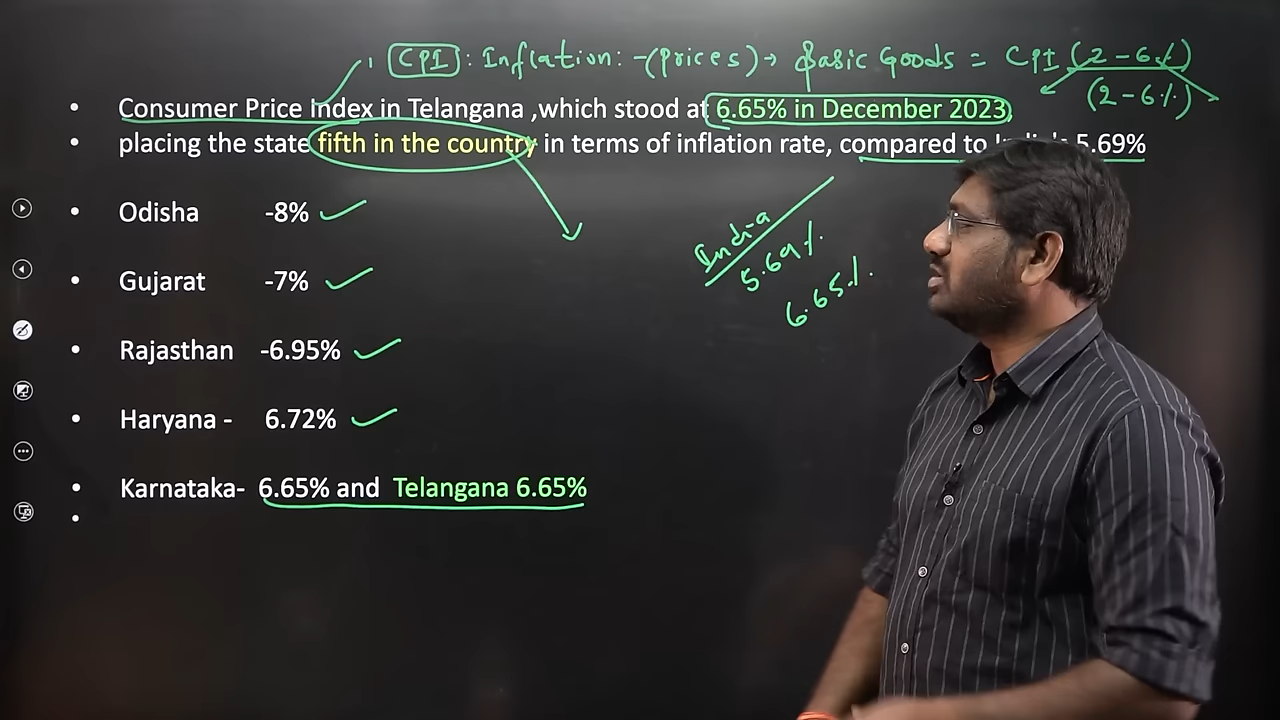 CPI : Inflation: -(prices) → Basic Goods = CPI (2-6%)
(2-6%)
• Consumer Price Index in Telangana ,which stood at 6.65% in December 2023,
• placing the state fifth in the country in terms of inflation rate, compared to 5.69%
• Odisha -8%
• Gujarat -7%
• Rajasthan -6.95%
• Haryana - 6.72%
• Karnataka- 6.65% and Telangana 6.65%
•
India
5.69%
6.65%